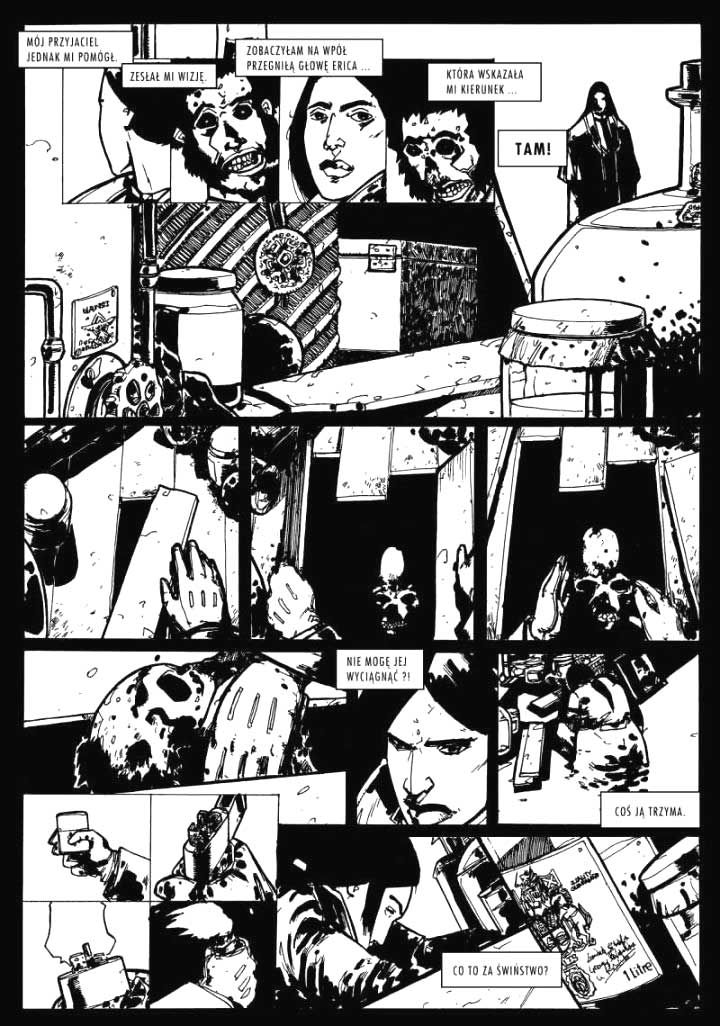 MÓJ PRZYJACIEL
JEDNAK MI POMÓGŁ.
ZESŁAŁ MI WIZJĘ.
ZOBACZYŁAM NA WPÓŁ
PRZEGNIŁĄ GŁOWĘ ERICA ...
KTÓRA WSKAZAŁA
MI KIERUNEK ...
TAM!
NIE MOGĘ JEJ
WYCIĄGNĄĆ ?!
COŚ JĄ TRZYMA.
CO TO ZA ŚWIŃSTWO?
1 Litre